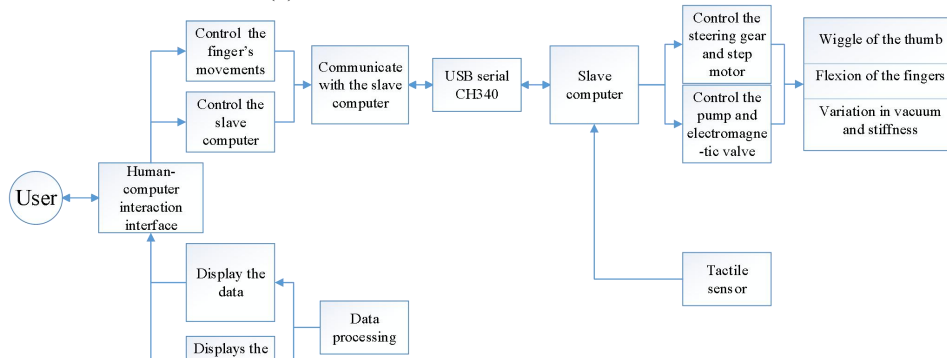 Control the
finger's
movements
Control the
slave
computer
Communicate
with the slave
computer
USB serial
CH340
Slave
computer
Control the
steering gear
and step
motor
Control the
pump and
electromagne
-tic valve
Wiggle of the thumb
Flexion of the fingers
Variation in vacuum
and stiffness
User
Human-
computer
interaction
interface
Display the
data
Data
processing
Displays the
Tactile
sensor